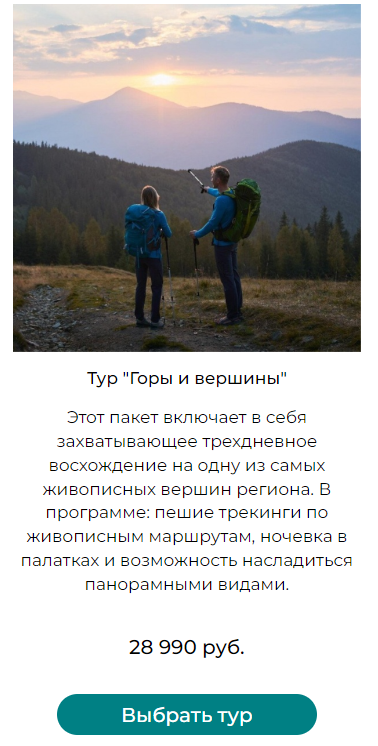 Тур "Горы и вершины"
Этот пакет включает в себя
захватывающее трехдневное
восхождение на одну из самых
живописных вершин региона. В
программе: пешие трекинги по
живописным маршрутам, ночевка в
палатках и возможность насладиться
панорамными видами.
28 990 руб.
Выбрать тур